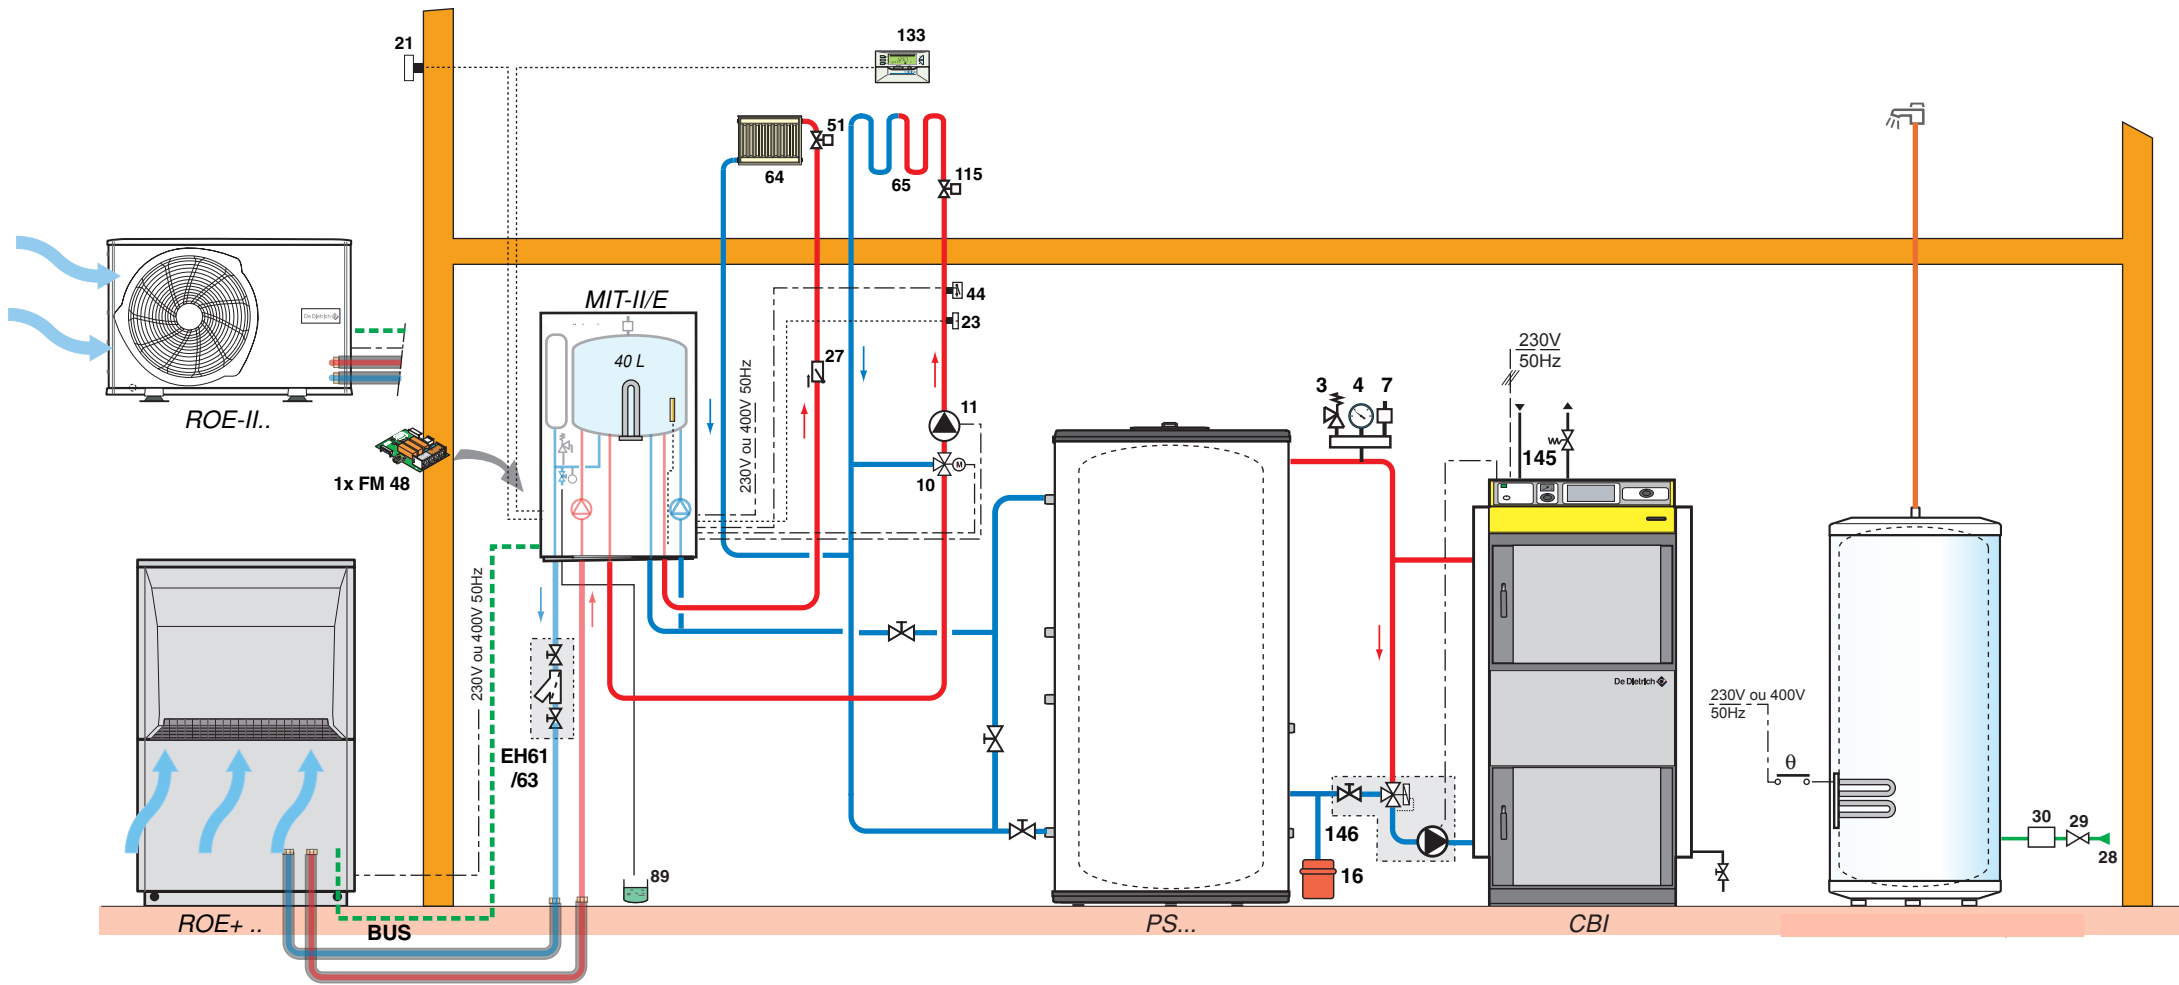 21
133
51
64
65
115
De Dietrich
ROE-II..
1x FM 48
MIT-II/E
40 L
27
44
23
11
10
230V ou 400V 50Hz
230V ou 400V 50Hz
EH61
/63
89
BUS
ROE+ ..
3
4
7
230V
50Hz
145
146
16
De Dietrich
M
PS...
CBI
230V ou 400V
50Hz
θ
30
29
28